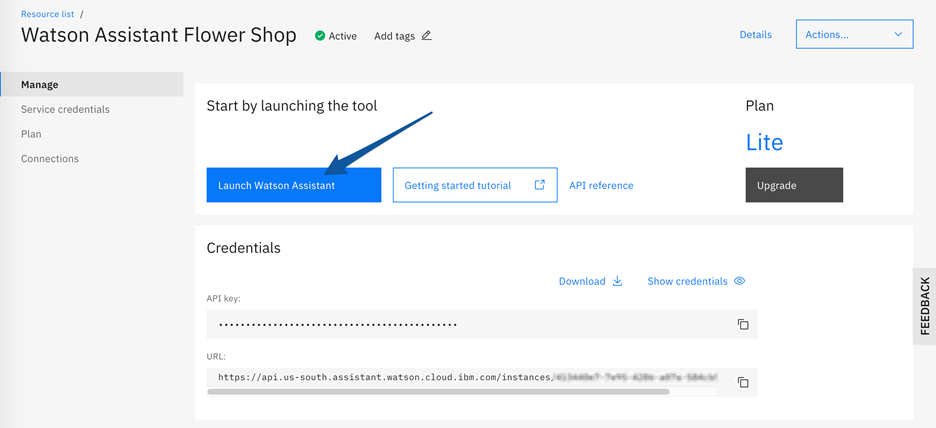 Resource list /
Watson Assistant Flower Shop
Active
Add tags
Details
Actions...
Manage
Service credentials
Plan
Connections
Start by launching the tool
Launch Watson Assistant
Getting started tutorial
API reference
Plan
Lite
Upgrade
Credentials
Download
Show credentials
API key:
••••••••••••••••••••••••••••••••••••••••••••
URL:
https://api.us-south.assistant.watson.cloud.ibm.com/instances/
FEEDBACK